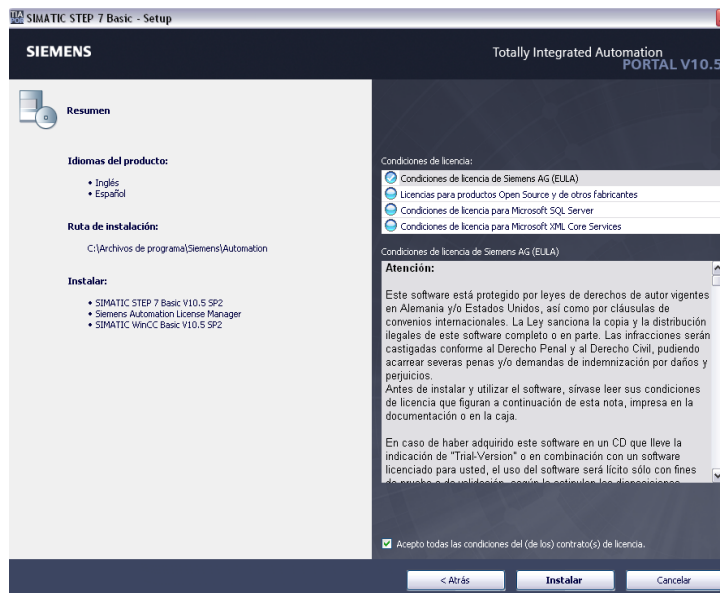 SIMATIC STEP 7 Basic - Setup
SIEMENS
Totally Integrated Automation
PORTAL V10.5
Resumen
Idiomas del producto:
• Inglés
• Español
Ruta de instalación:
C:\Archivos de programa\Siemens\Automation
Instalar:
• SIMATIC STEP 7 Basic V10.5 SP2
• Siemens Automation License Manager
• SIMATIC WinCC Basic V10.5 SP2
Condiciones de licencia:
Condiciones de licencia de Siemens AG (EULA)
Licencias para productos Open Source y de otros fabricantes
Condiciones de licencia para Microsoft SQL Server
Condiciones de licencia para Microsoft XML Core Services
Condiciones de licencia de Siemens AG (EULA)
Atención:
Este software está protegido por leyes de derechos de autor vigentes
en Alemania y/o Estados Unidos, así como por cláusulas de
convenios internacionales. La Ley sanciona la copia y la distribución
ilegales de este software completo o en parte. Las infracciones serán
castigadas conforme al Derecho Penal y al Derecho Civil, pudiendo
acarrear severas penas y/o demandas de indemnización por daños y
perjuicios.
Antes de instalar y utilizar el software, sírvase leer sus condiciones
de licencia que figuran a continuación de esta nota, impresa en la
documentación o en la caja.
En caso de haber adquirido este software en un CD que lleve la
indicación de "Trial-Version" o en combinación con un software
licenciado para usted, el uso del software será lícito sólo con fines
de prueba o de validación, según lo estipulan las disposiciones
Acepto todas las condiciones del (de los) contrato(s) de licencia.
< Atrás
Instalar
Cancelar